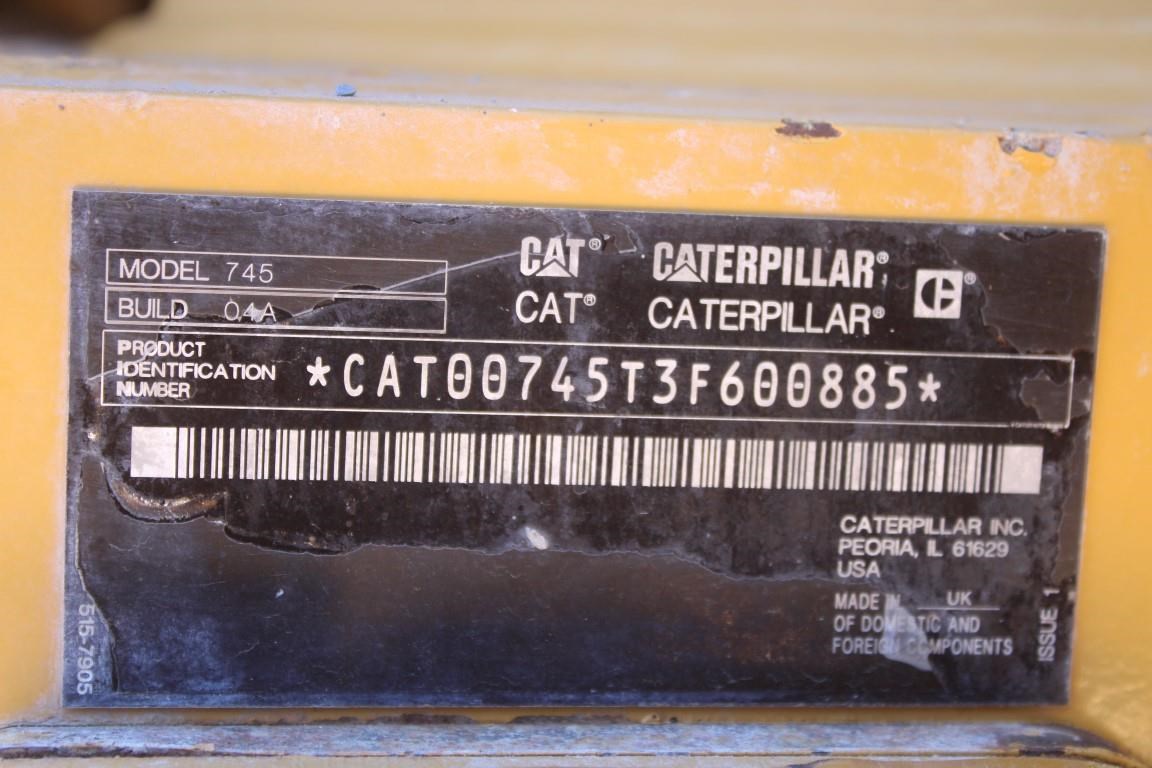 MODEL 745
BUILD 04A
CAT® CATERPILLAR® ®
CAT® CATERPILLAR®
PRODUCT
IDENTIFICATION
NUMBER
*CAT00745T3F600885*
CATERPILLAR INC.
PEORIA, IL 61629
USA
MADE IN UK
OF DOMESTIC AND
FOREIGN COMPONENTS
515-7905
ISSUE 1